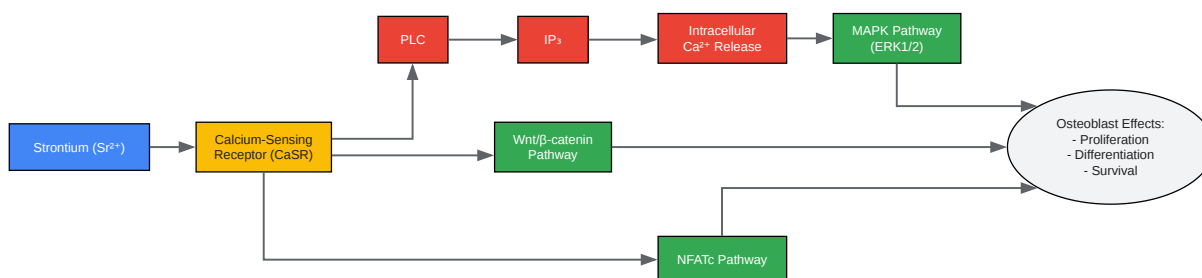 PLC
IP₃
Intracellular
Ca²⁺ Release
MAPK Pathway
(ERK1/2)
Strontium (Sr²⁺)
Calcium-Sensing
Receptor (CaSR)
Wnt/β-catenin
Pathway
Osteoblast Effects:
- Proliferation
- Differentiation
- Survival
NFATc Pathway